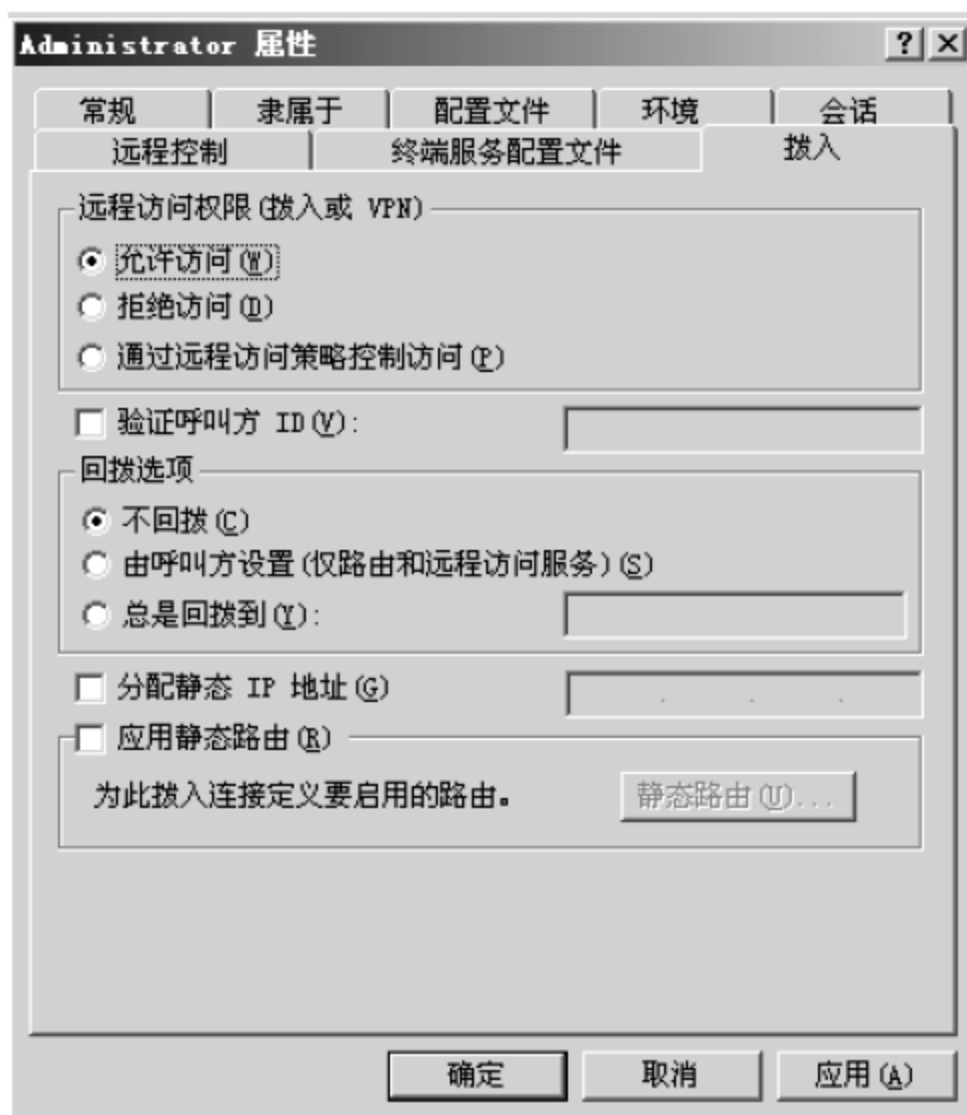 Administrator 属性
常规 隶属于 配置文件 环境 会话
远程控制 终端服务配置文件 拨入
远程访问权限(拨入或 VPN)
允许访问(W)
拒绝访问(D)
通过远程访问策略控制访问(P)
验证呼叫方 ID(V):
回拨选项
不回拨(C)
由呼叫方设置(仅路由和远程访问服务)(S)
总是回拨到(Y):
分配静态 IP 地址(G)
应用静态路由(R)
为此拨入连接定义要启用的路由。 静态路由(U)...
确定 取消 应用(A)